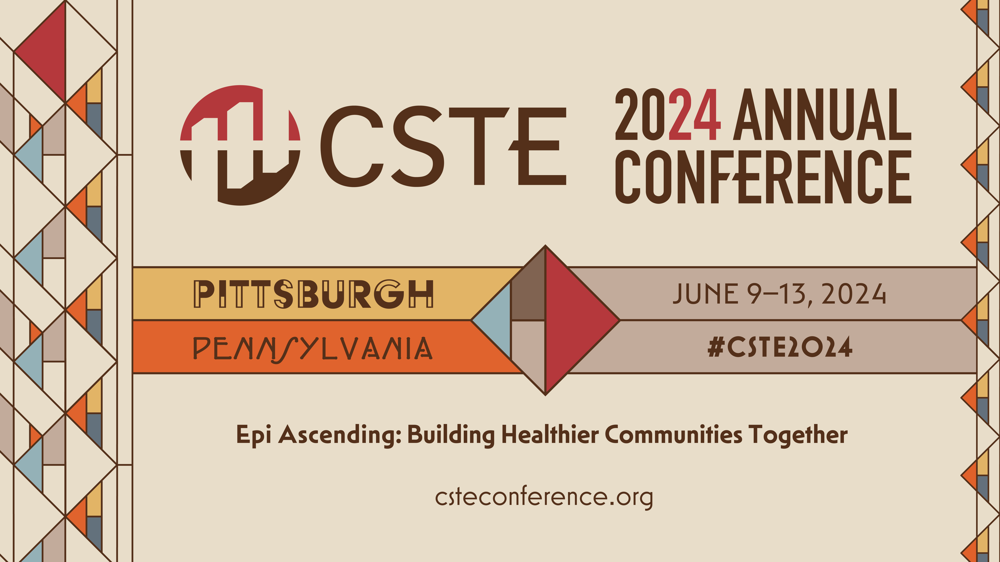 CSTE
2024 ANNUAL
CONFERENCE
PITTSBURGH
PENNSYLVANIA
JUNE 9–13, 2024
#CSTE2024
Epi Ascending: Building Healthier Communities Together
csteconference.org